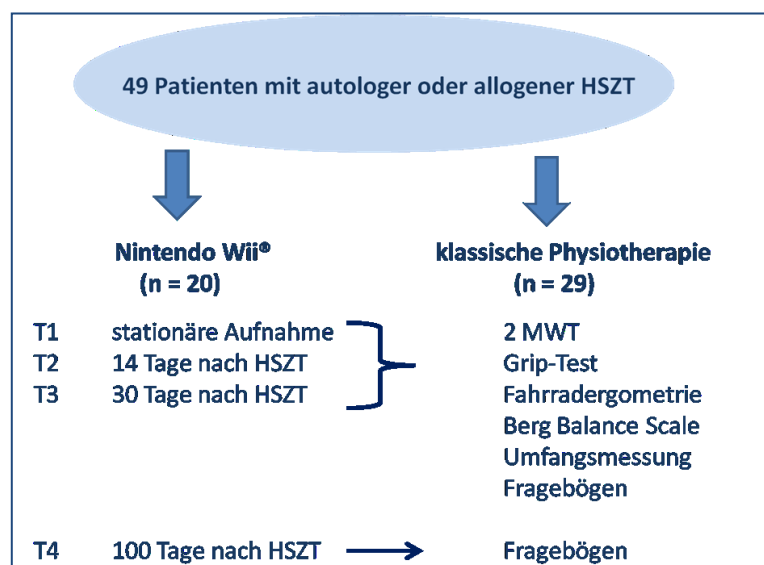 49 Patienten mit autologer oder allogener HSZT
Nintendo Wii® klassische Physiotherapie
(n = 20) (n = 29)
T1 stationäre Aufnahme 2 MWT
T2 14 Tage nach HSZT Grip-Test
T3 30 Tage nach HSZT Fahrradergometrie
Berg Balance Scale
Umfangsmessung
Fragebögen
T4 100 Tage nach HSZT Fragebögen